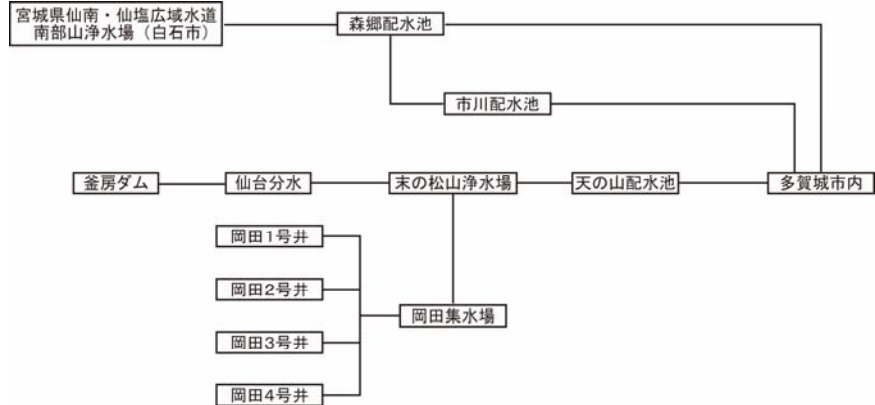 宮城県仙南・仙塩広域水道
南部山浄水場（白石市）
森郷配水池
市川配水池
釜房ダム
仙台分水
末の松山浄水場
天の山配水池
多賀城市内
岡田1号井
岡田2号井
岡田集水場
岡田3号井
岡田4号井